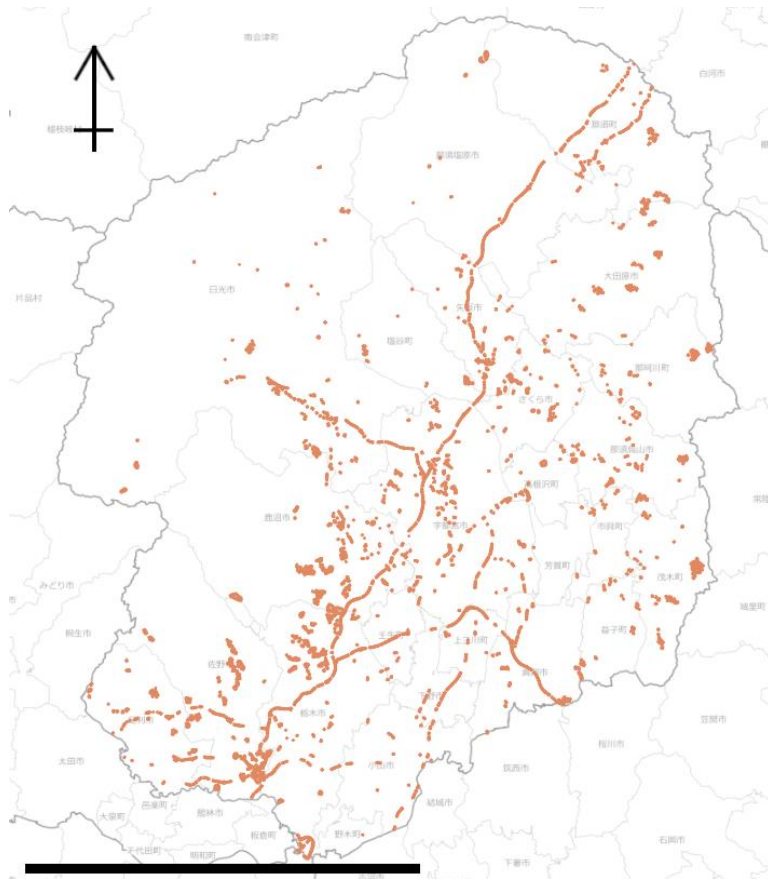 南会津町
白河市
檜枝岐村
那須町
那須塩原市
大田原市
日光市
片品村
矢板市
塩谷町
那珂川町
さくら市
那須烏山市
高根沢町
鹿沼市
宇都宮市
市貝町
芳賀町
茂木町
みどり市
桐生市
壬生町
上三川町
益子町
佐野市
真岡市
下野市
栃木市
足利市
笠間市
桜川市
太田市
小山市
筑西市
結城市
邑楽町
大泉町
館林市
板倉町
野木町
千代田町
明和町
石岡市
下妻市